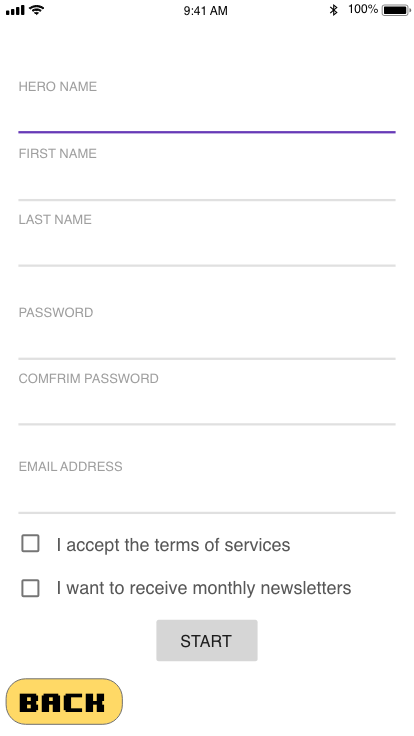 9:41 AM 100%
HERO NAME
FIRST NAME
LAST NAME
PASSWORD
COMFRIM PASSWORD
EMAIL ADDRESS
I accept the terms of services
I want to receive monthly newsletters
START
BACK